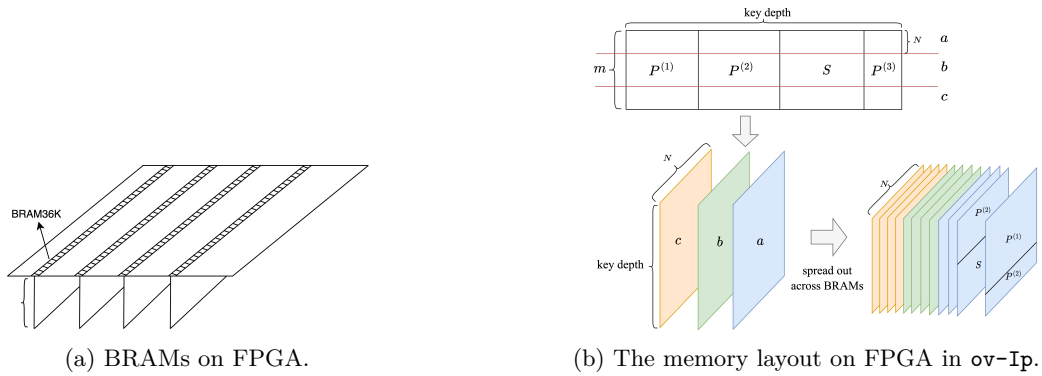 BRAM36K
(a) BRAMs on FPGA.
key depth
m
N
a
P^{(1)} P^{(2)} S P^{(3)}
b
c
N
c b a
key depth
spread out
across BRAMs
N
P^{(2)}
P^{(1)}
S
P^{(2)}
(b) The memory layout on FPGA in ov-Ip.